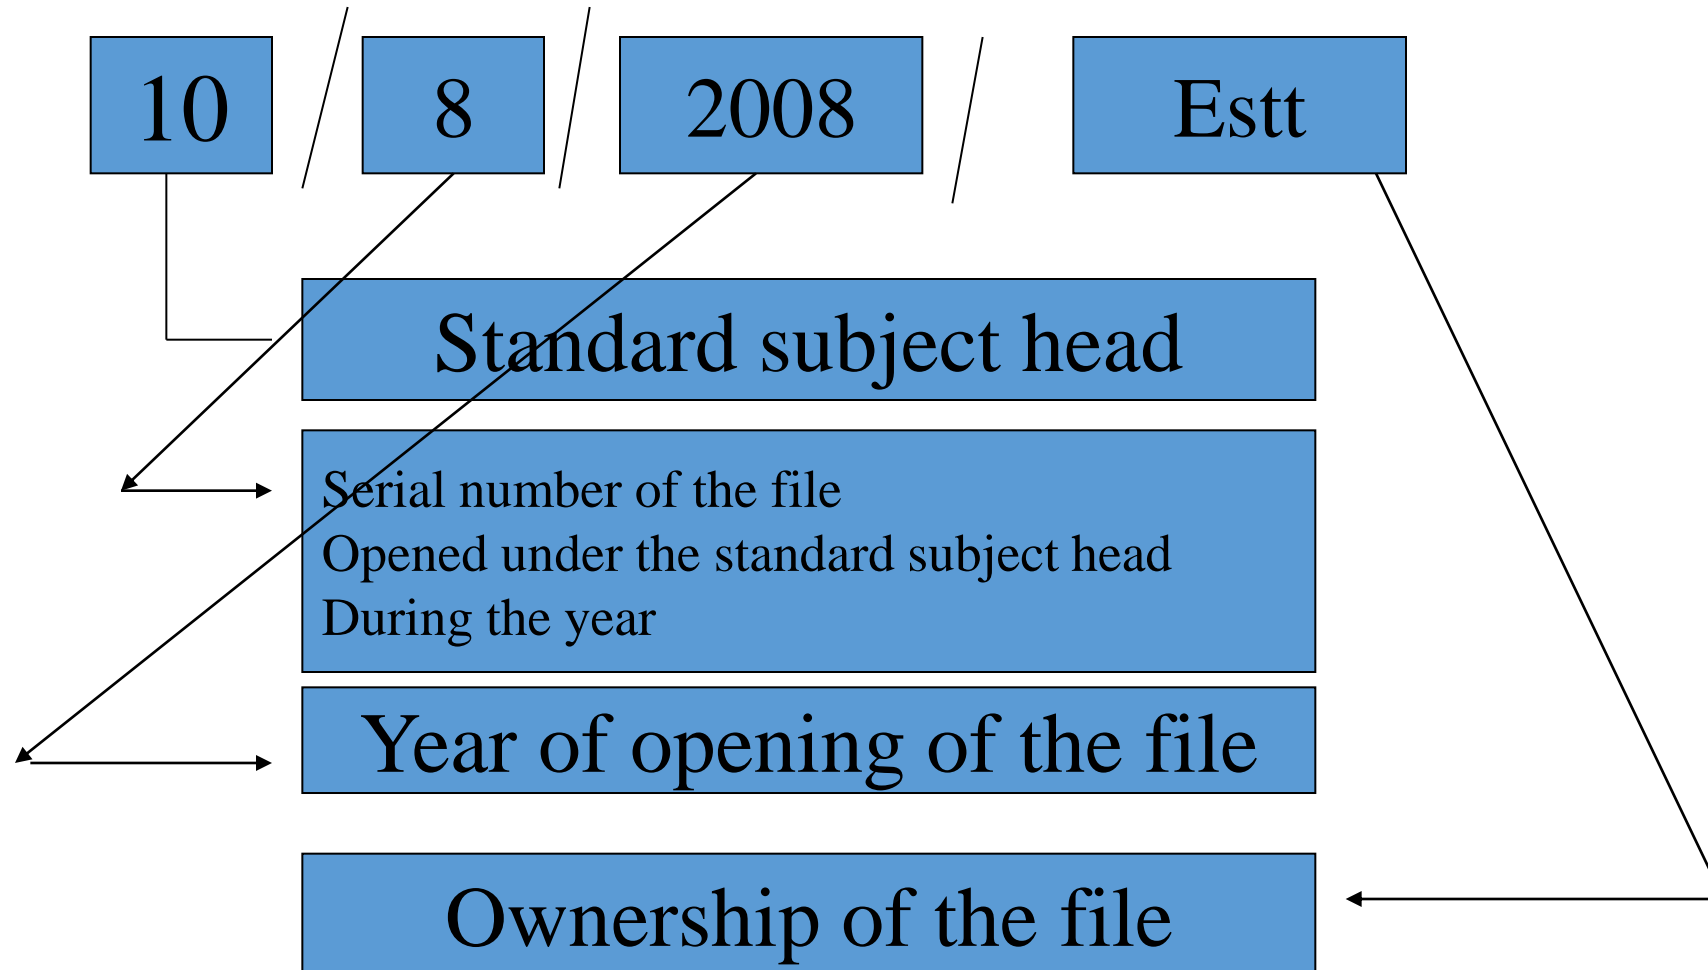 10 / 8 / 2008 / Estt
Standard subject head
Serial number of the file
Opened under the standard subject head
During the year
Year of opening of the file
Ownership of the file